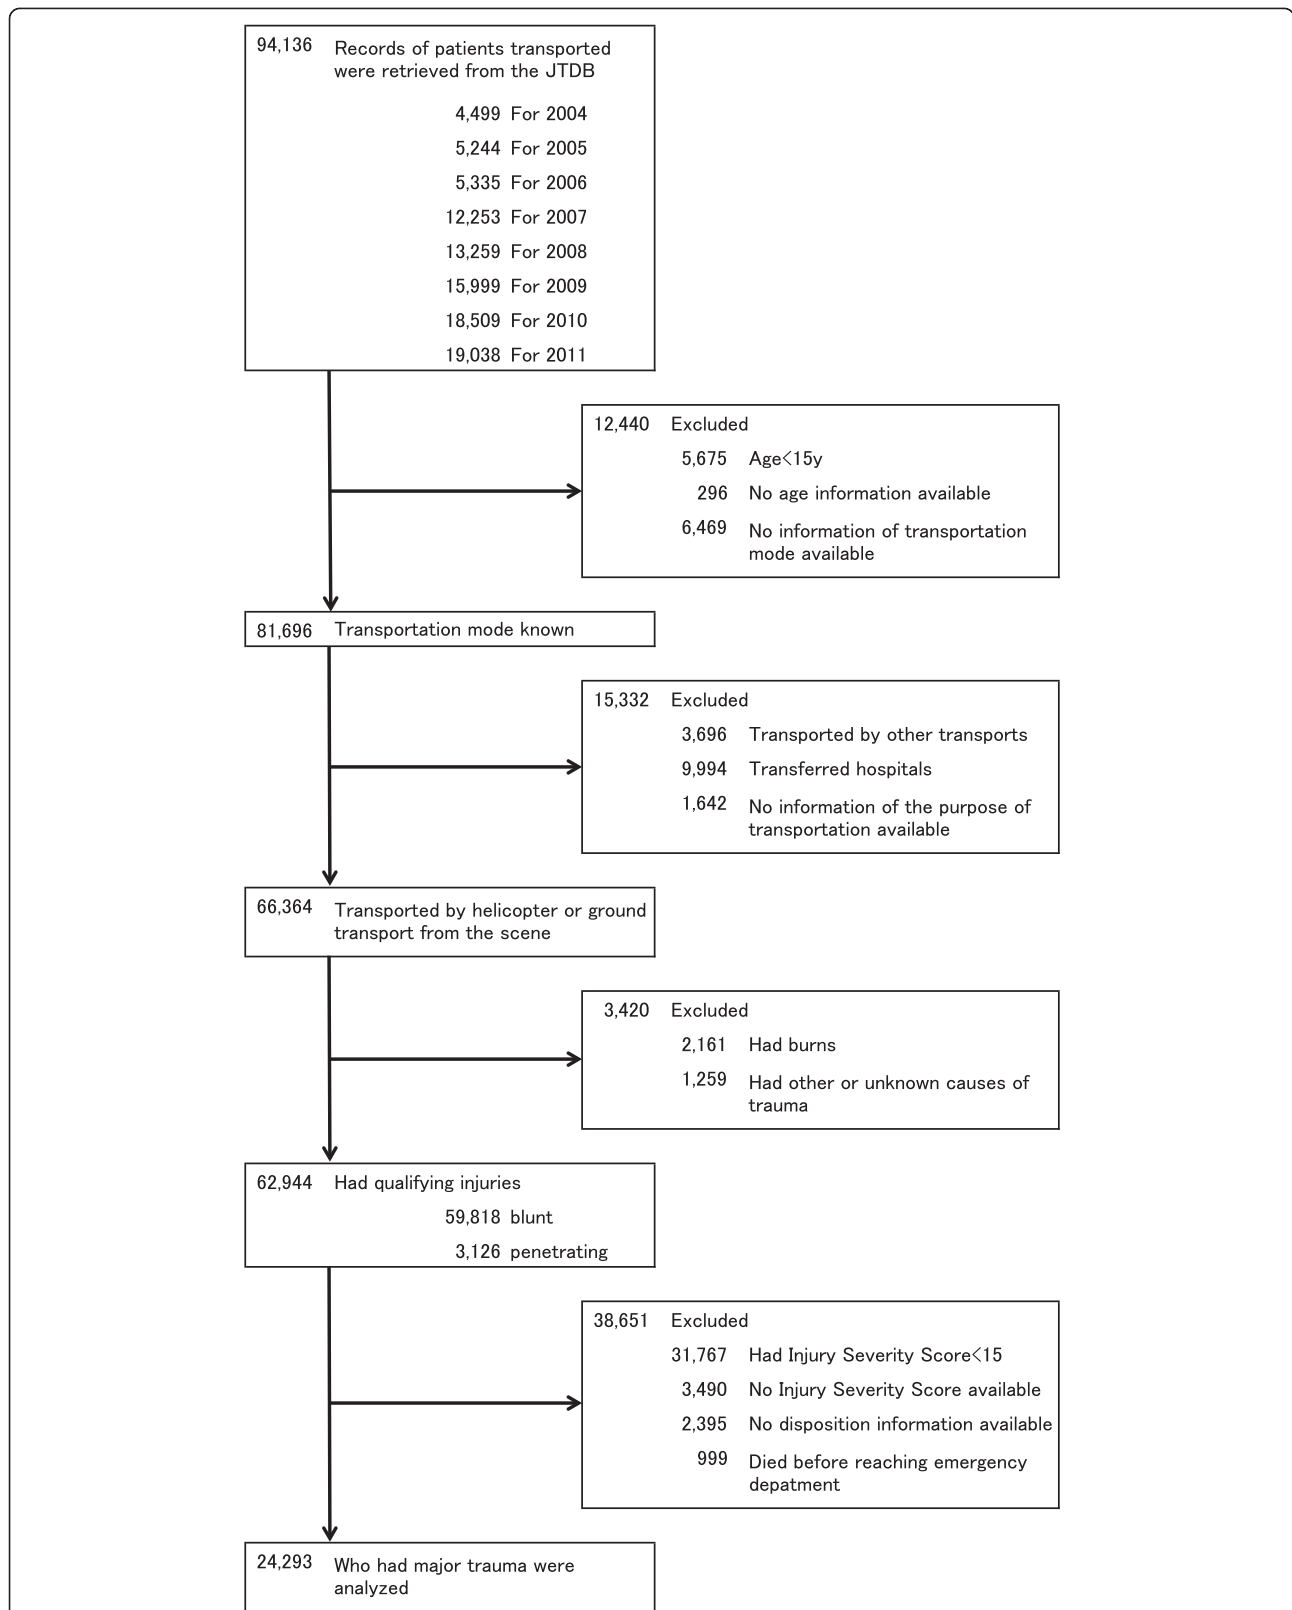 94,136 Records of patients transported
were retrieved from the JTDB
4,499 For 2004
5,244 For 2005
5,335 For 2006
12,253 For 2007
13,259 For 2008
15,999 For 2009
18,509 For 2010
19,038 For 2011
12,440 Excluded
5,675 Age<15y
296 No age information available
6,469 No information of transportation
mode available
81,696 Transportation mode known
15,332 Excluded
3,696 Transported by other transports
9,994 Transferred hospitals
1,642 No information of the purpose of
transportation available
66,364 Transported by helicopter or ground
transport from the scene
3,420 Excluded
2,161 Had burns
1,259 Had other or unknown causes of
trauma
62,944 Had qualifying injuries
59,818 blunt
3,126 penetrating
38,651 Excluded
31,767 Had Injury Severity Score<15
3,490 No Injury Severity Score available
2,395 No disposition information available
999 Died before reaching emergency
depatment
24,293 Who had major trauma were
analyzed